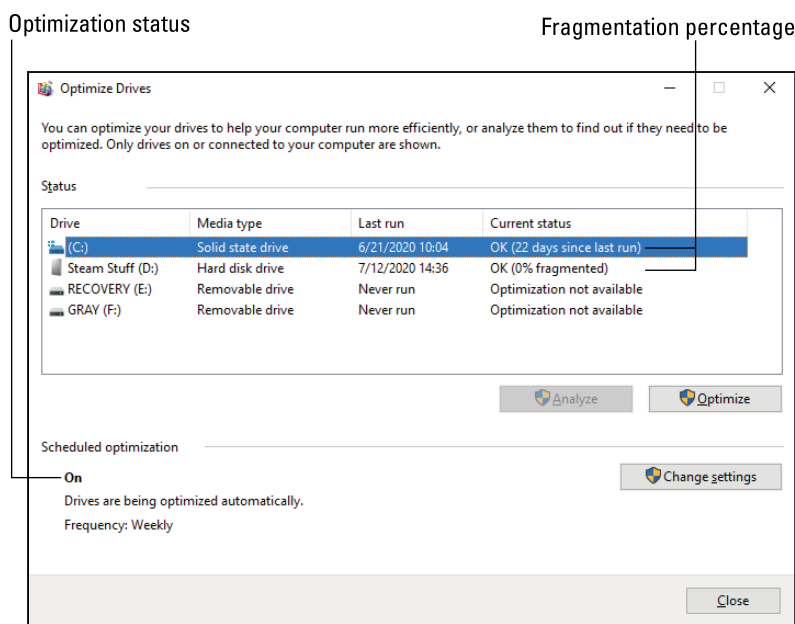 Optimization status
Fragmentation percentage
Optimize Drives
You can optimize your drives to help your computer run more efficiently, or analyze them to find out if they need to be
optimized. Only drives on or connected to your computer are shown.
Status
Drive Media type Last run Current status
(C:) Solid state drive 6/21/2020 10:04 OK (22 days since last run)
Steam Stuff (D:) Hard disk drive 7/12/2020 14:36 OK (0% fragmented)
RECOVERY (E:) Removable drive Never run Optimization not available
GRAY (F:) Removable drive Never run Optimization not available
Analyze Optimize
Scheduled optimization
On
Change settings
Drives are being optimized automatically.
Frequency: Weekly
Close